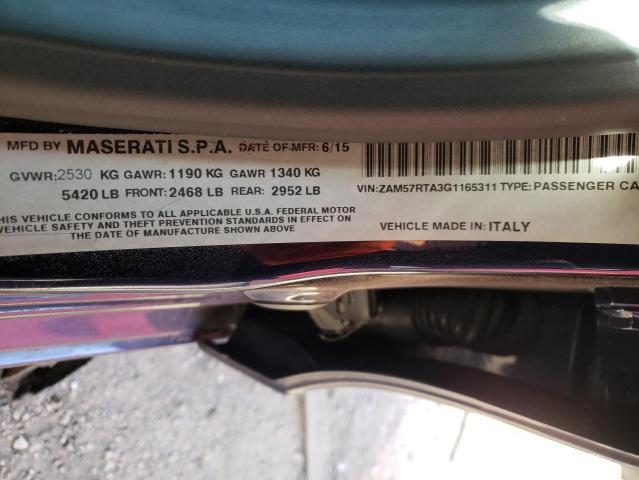 MFD BY MASERATI S.P.A. DATE OF MFR: 6/15
GVWR: 2530 KG GAWR: 1190 KG GAWR 1340 KG
5420 LB FRONT: 2468 LB REAR: 2952 LB
HIS VEHICLE CONFORMS TO ALL APPLICABLE U.S.A. FEDERAL MOTOR
VEHICLE SAFETY AND THEFT PREVENTION STANDARDS IN EFFECT ON
THE DATE OF MANUFACTURE SHOWN ABOVE
VIN: ZAM57RTA3G1165311 TYPE: PASSENGER CA
VEHICLE MADE IN: ITALY